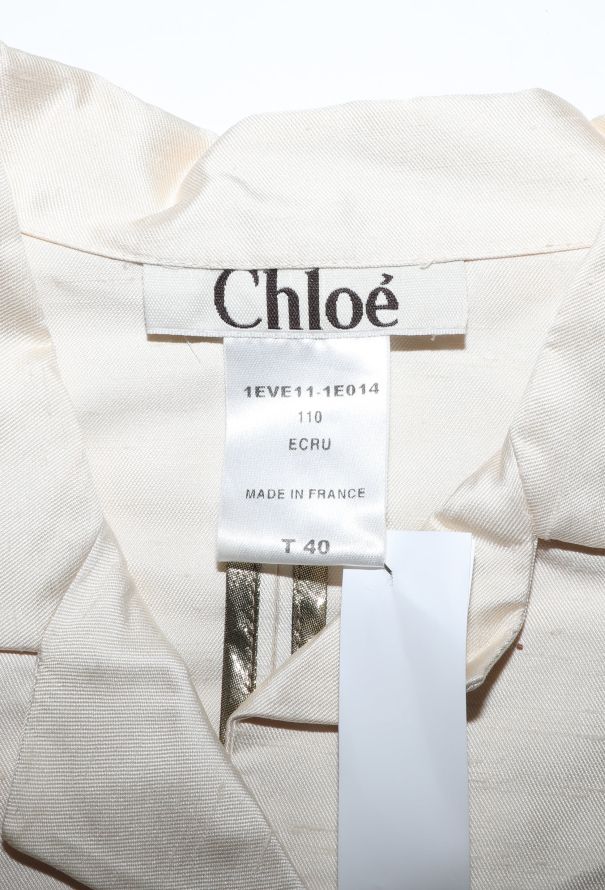 Chloé
1EVE11-1E014
110
ECRU
MADE IN FRANCE
T 40